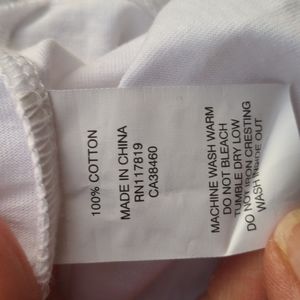 100% COTTON
MADE IN CHINA
RN117819
CA38460
MACHINE WASH WARM
DO NOT BLEACH
TUMBLE DRY LOW
DO NOT IRON CRESTING
WASH INSIDE OUT